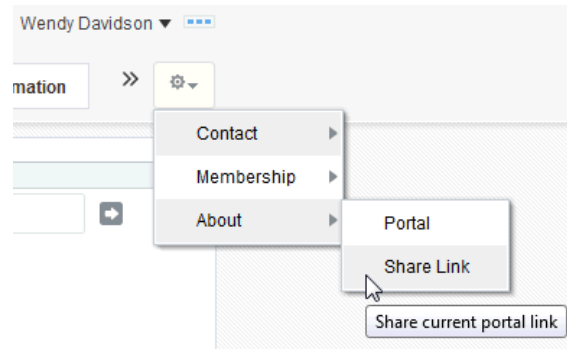 Wendy Davidson
mation
Contact
Membership
About
Portal
Share Link
Share current portal link